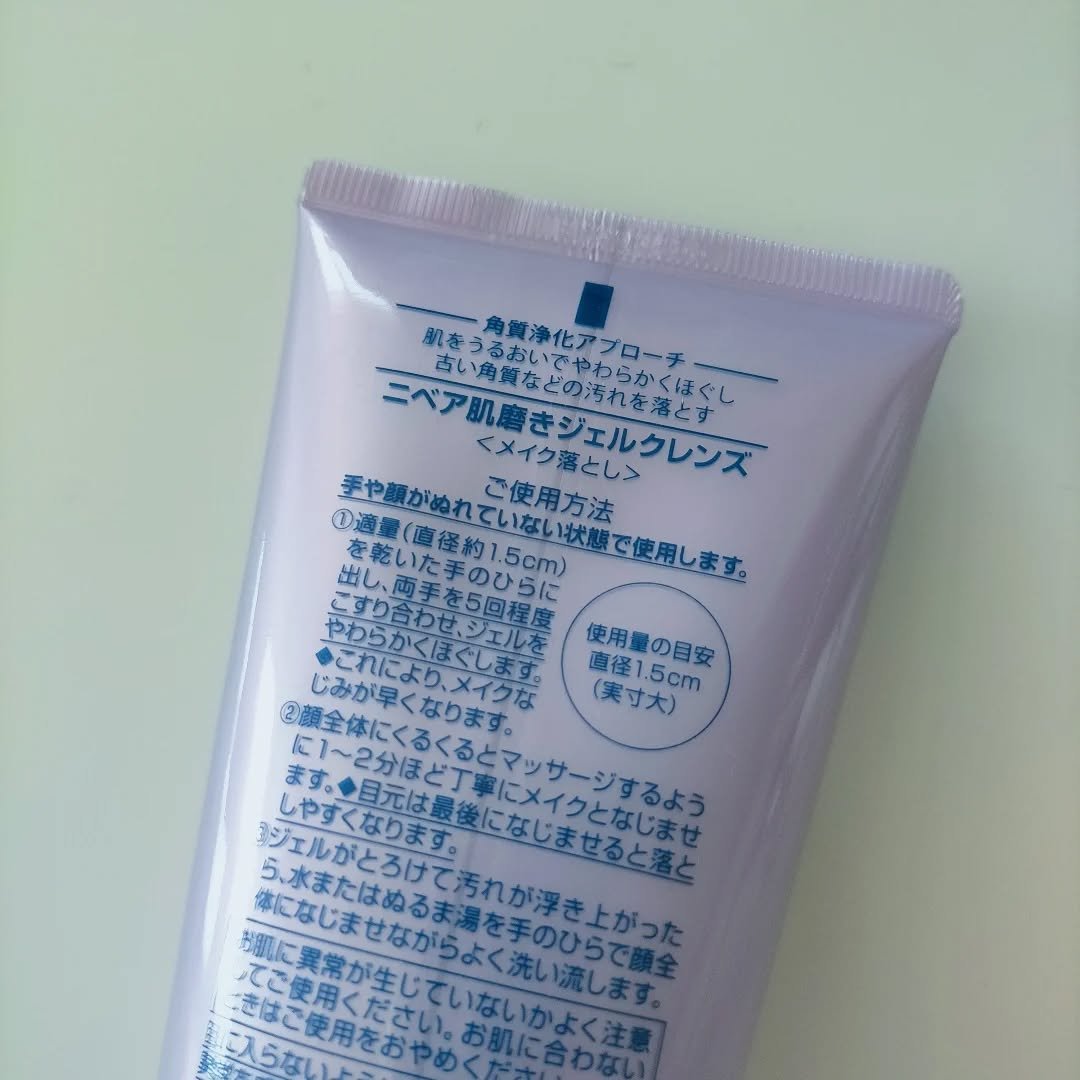 角質浄化アプローチ
肌をうるおいでやわらかくほぐし
古い角質などの汚れを落とす
ニベア肌磨きジェルクレンズ
＜メイク落とし＞
ご使用方法
手や顔がぬれていない状態で使用します。
①適量(直径約1.5cm)
を乾いた手のひらに
出し、両手を5回程度
こすり合わせ、ジェルを
やわらかくほぐします。
◆これにより、メイクな
じみが早くなります。
使用量の目安
直径1.5cm
(実寸大)
②顔全体にくるくるとマッサージするよう
に1〜2分ほど丁寧にメイクとなじませ
ます。◆目元は最後になじませると落と
しやすくなります。
③ジェルがとろけて汚れが浮き上がった
ら、水またはぬるま湯を手のひらで顔全
体になじませながらよく洗い流します。
お肌に異常が生じていないかよく注意
してご使用ください。お肌に合わない
ときはご使用をおやめください
に入らないよう